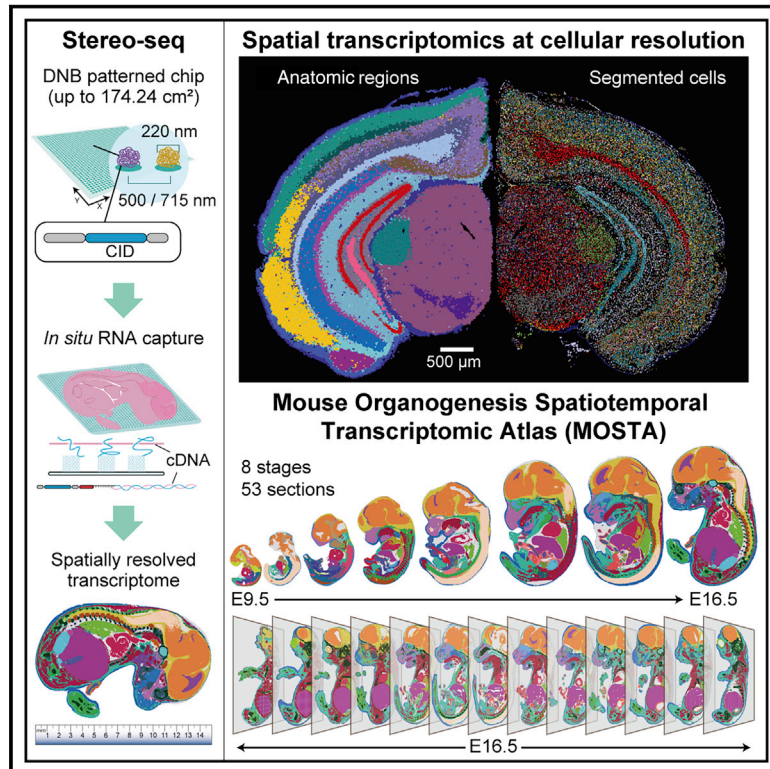 Stereo-seq
DNB patterned chip
(up to 174.24 cm²)
220 nm
500 / 715 nm
Y
X
CID
In situ RNA capture
cDNA
Spatially resolved
transcriptome
mm
1 2 3 4 5 6 7 8 9 10 11 12 13 14
Spatial transcriptomics at cellular resolution
Anatomic regions
Segmented cells
500 μm
Mouse Organogenesis Spatiotemporal
Transcriptomic Atlas (MOSTA)
8 stages
53 sections
E9.5
E16.5
E16.5